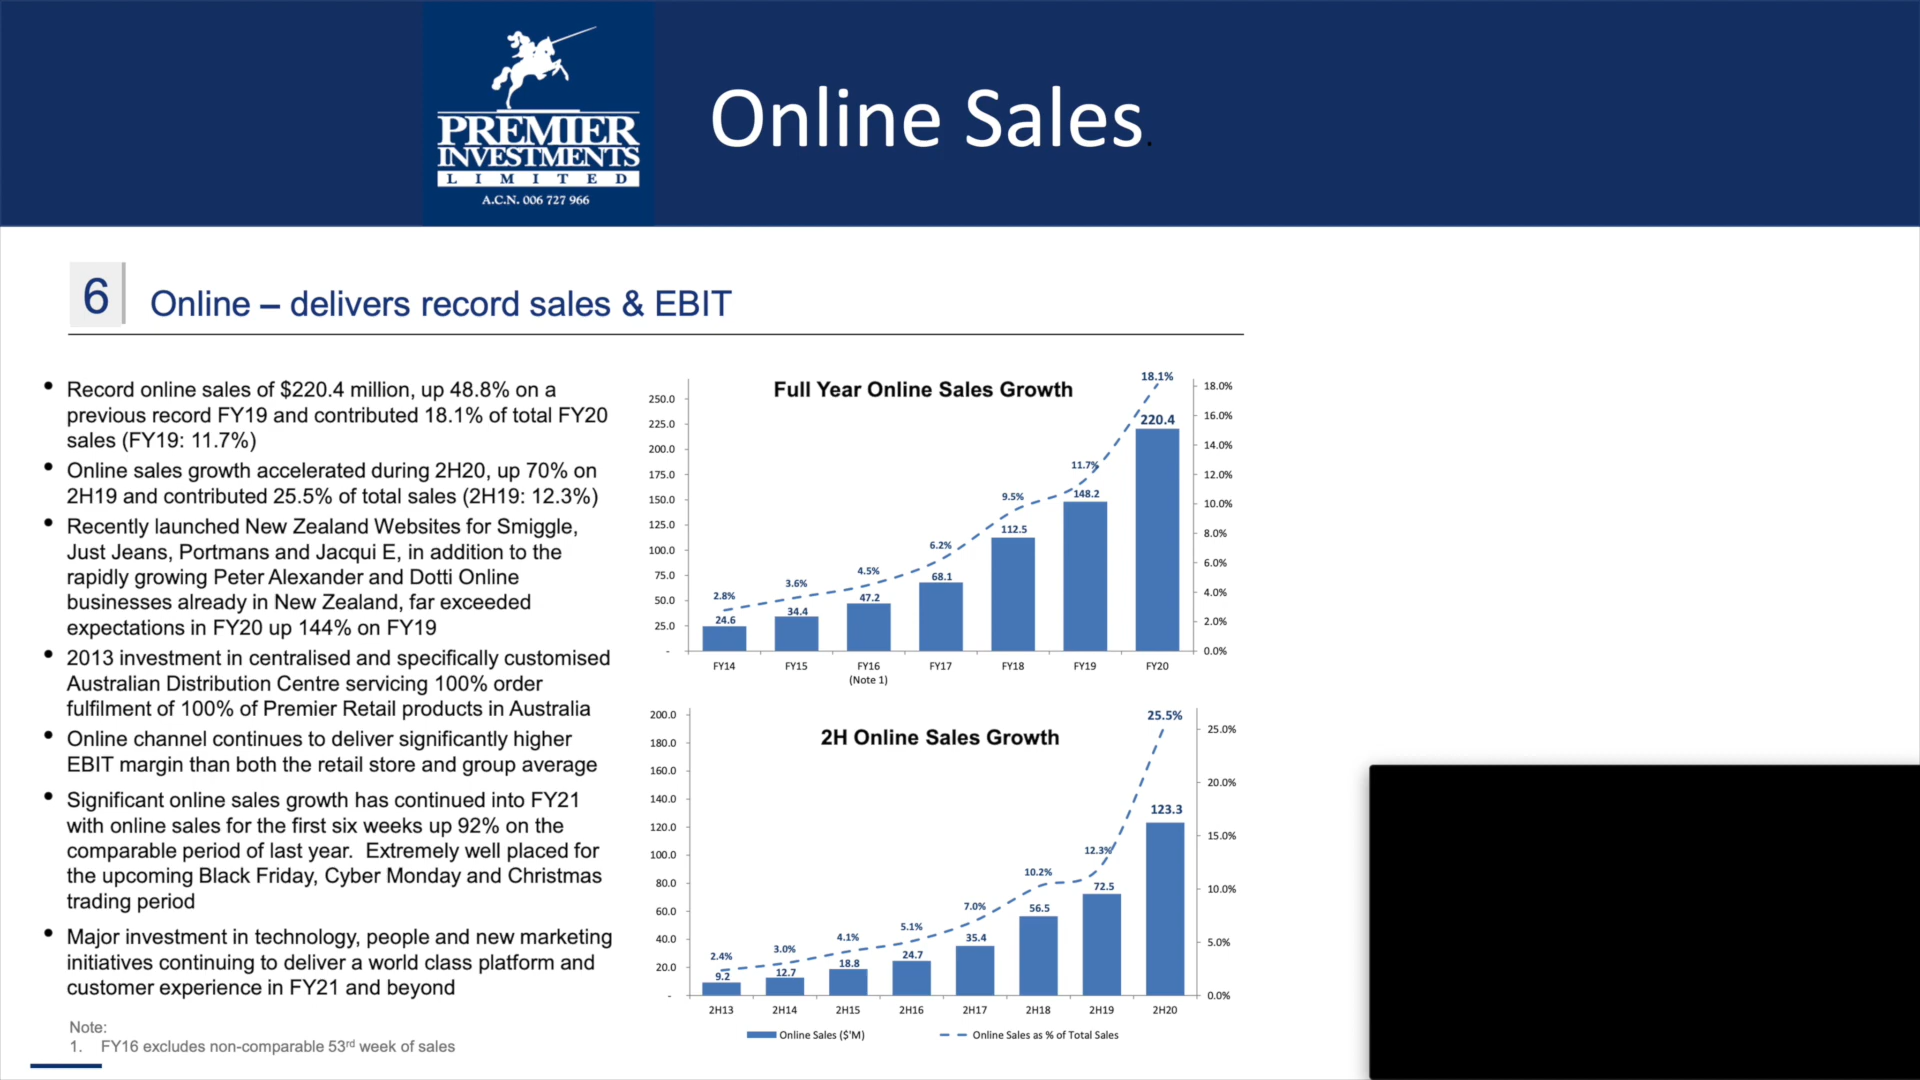 PREMIER
INVESTMENTS
LIMITED
A.C.N. 006 727 966
Online Sales.
6
Online – delivers record sales & EBIT
• Record online sales of $220.4 million, up 48.8% on a
previous record FY19 and contributed 18.1% of total FY20
sales (FY19: 11.7%)
• Online sales growth accelerated during 2H20, up 70% on
2H19 and contributed 25.5% of total sales (2H19: 12.3%)
• Recently launched New Zealand Websites for Smiggle,
Just Jeans, Portmans and Jacqui E, in addition to the
rapidly growing Peter Alexander and Dotti Online
businesses already in New Zealand, far exceeded
expectations in FY20 up 144% on FY19
• 2013 investment in centralised and specifically customised
Australian Distribution Centre servicing 100% order
fulfilment of 100% of Premier Retail products in Australia
• Online channel continues to deliver significantly higher
EBIT margin than both the retail store and group average
• Significant online sales growth has continued into FY21
with online sales for the first six weeks up 92% on the
comparable period of last year. Extremely well placed for
the upcoming Black Friday, Cyber Monday and Christmas
trading period
• Major investment in technology, people and new marketing
initiatives continuing to deliver a world class platform and
customer experience in FY21 and beyond
Note:
1. FY16 excludes non-comparable 53rd week of sales
Full Year Online Sales Growth
250.0
225.0
200.0
175.0
150.0
125.0
100.0
75.0
50.0
25.0
-
18.0%
16.0%
14.0%
12.0%
10.0%
8.0%
6.0%
4.0%
2.0%
0.0%
2.8% 3.6% 4.5% 6.2% 9.5% 11.7% 18.1%
24.6 34.4 47.2 68.1 112.5 148.2 220.4
FY14 FY15 FY16 FY17 FY18 FY19 FY20
(Note 1)
2H Online Sales Growth
200.0
180.0
160.0
140.0
120.0
100.0
80.0
60.0
40.0
20.0
-
25.0%
20.0%
15.0%
10.0%
5.0%
0.0%
2.4% 3.0% 4.1% 5.1% 7.0% 10.2% 12.3% 25.5%
9.2 12.7 18.8 24.7 35.4 56.5 72.5 123.3
2H13 2H14 2H15 2H16 2H17 2H18 2H19 2H20
Online Sales ($'M) Online Sales as % of Total Sales